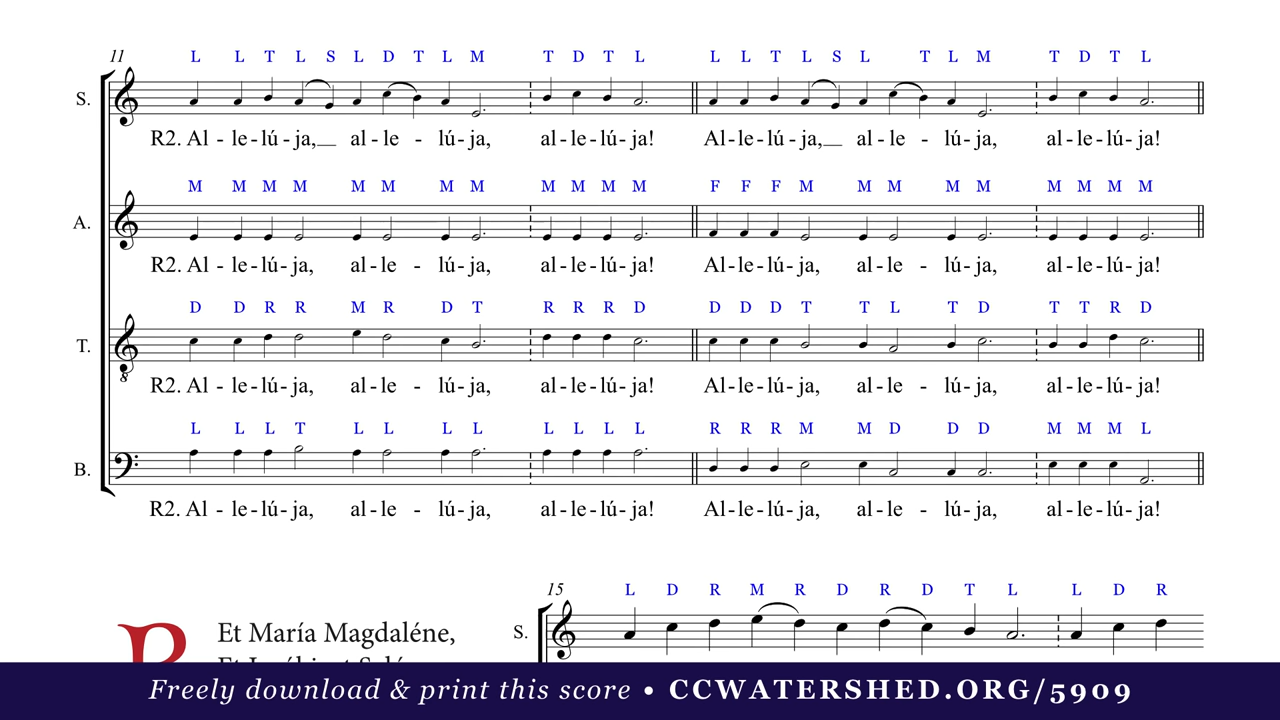 11 L L T L S L D T L M T D T L L L T L S L T L M T D T L
S.
R2. Al - le - lú - ja, al - le - lú - ja, al - le - lú - ja! Al - le - lú - ja, al - le - lú - ja, al - le - lú - ja!
M M M M M M M M M M M M F F F M M M M M M M M M
A.
R2. Al - le - lú - ja, al - le - lú - ja, al - le - lú - ja! Al - le - lú - ja, al - le - lú - ja, al - le - lú - ja!
D D R R M R D T R R R D D D D T T L T D T T R D
T.
8
R2. Al - le - lú - ja, al - le - lú - ja, al - le - lú - ja! Al - le - lú - ja, al - le - lú - ja, al - le - lú - ja!
L L L T L L L L L L L L R R R M M D D D M M M L
B.
R2. Al - le - lú - ja, al - le - lú - ja, al - le - lú - ja! Al - le - lú - ja, al - le - lú - ja, al - le - lú - ja!
15 L D R M R D R D T L L D R
S.
Et María Magdaléne,
Freely download & print this score • CCWATERSHED.ORG/5909